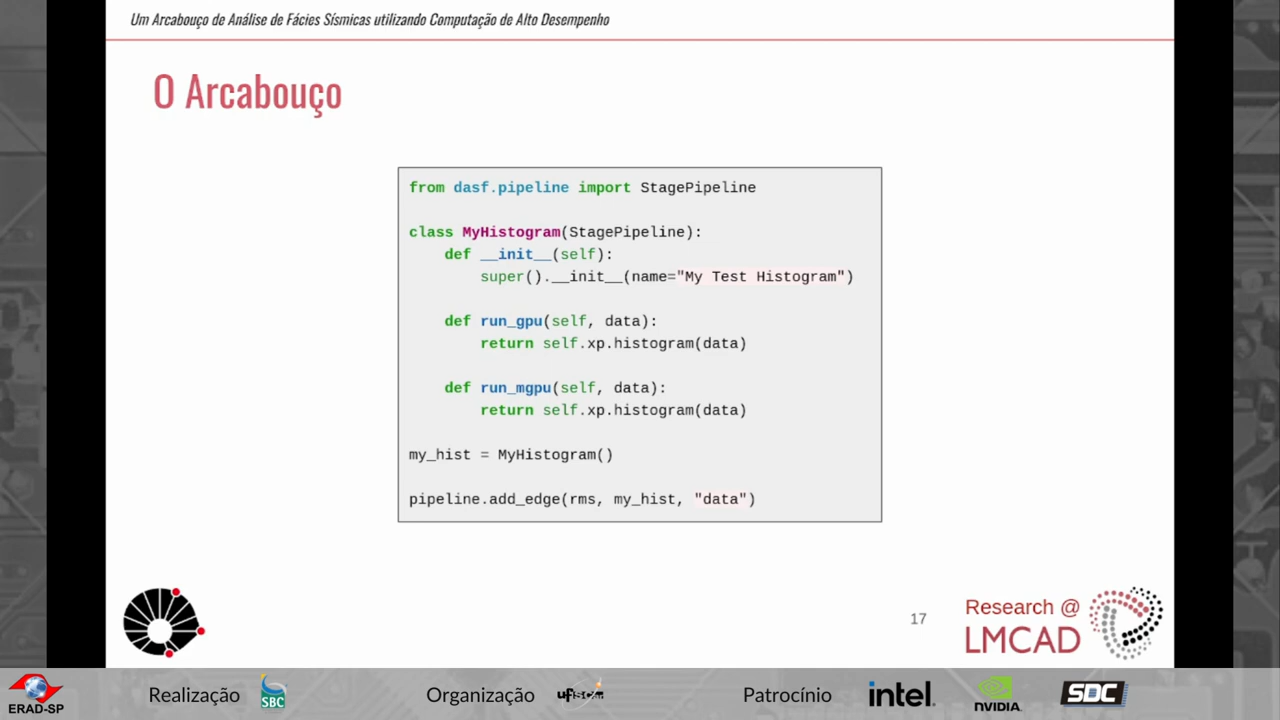 Um Arcabouço de Análise de Fácies Sísmicas utilizando Computação de Alto Desempenho
O Arcabouço
from dasf.pipeline import StagePipeline
class MyHistogram(StagePipeline):
    def __init__(self):
        super().__init__(name="My Test Histogram")
    def run_gpu(self, data):
        return self.xp.histogram(data)
    def run_mgpu(self, data):
        return self.xp.histogram(data)
my_hist = MyHistogram()
pipeline.add_edge(rms, my_hist, "data")
17
Research @
LMCAD
ERAD-SP
Realização
SBC
Organização
ufscar
Patrocínio
intel.
NVIDIA.
SDC